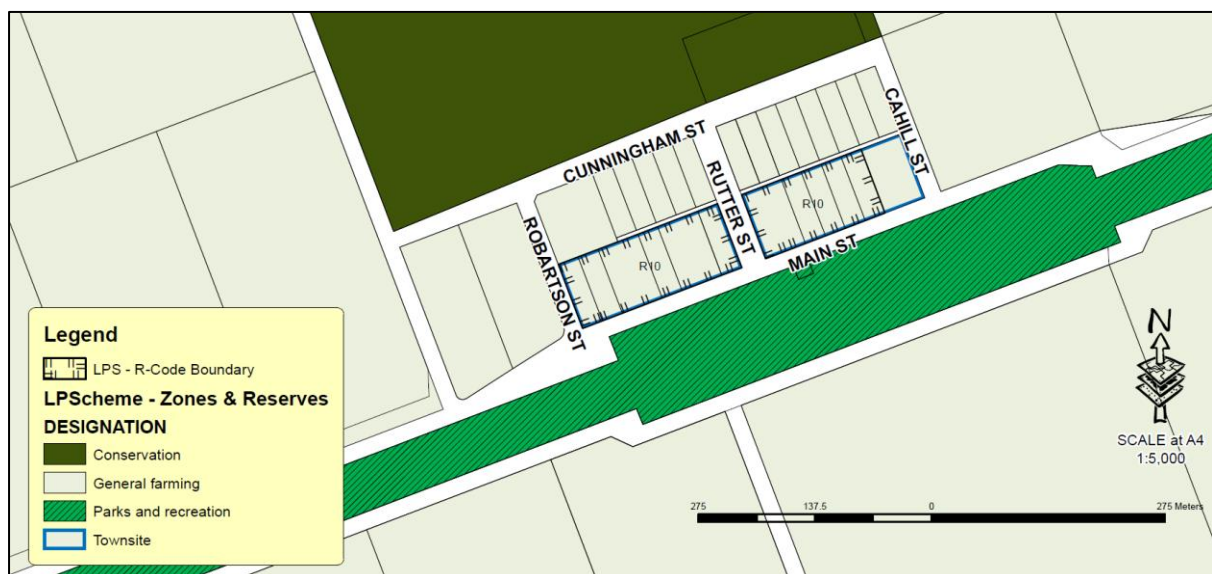 CUNNINGHAM ST
CAHILL ST
RUTTER ST
R10
ROBARTSON ST
R10
MAIN ST
Legend
LPS - R-Code Boundary
LPScheme - Zones & Reserves
DESIGNATION
Conservation
General farming
Parks and recreation
Townsite
N
SCALE at A4
1:5,000
275 137.5 0 275 Meters